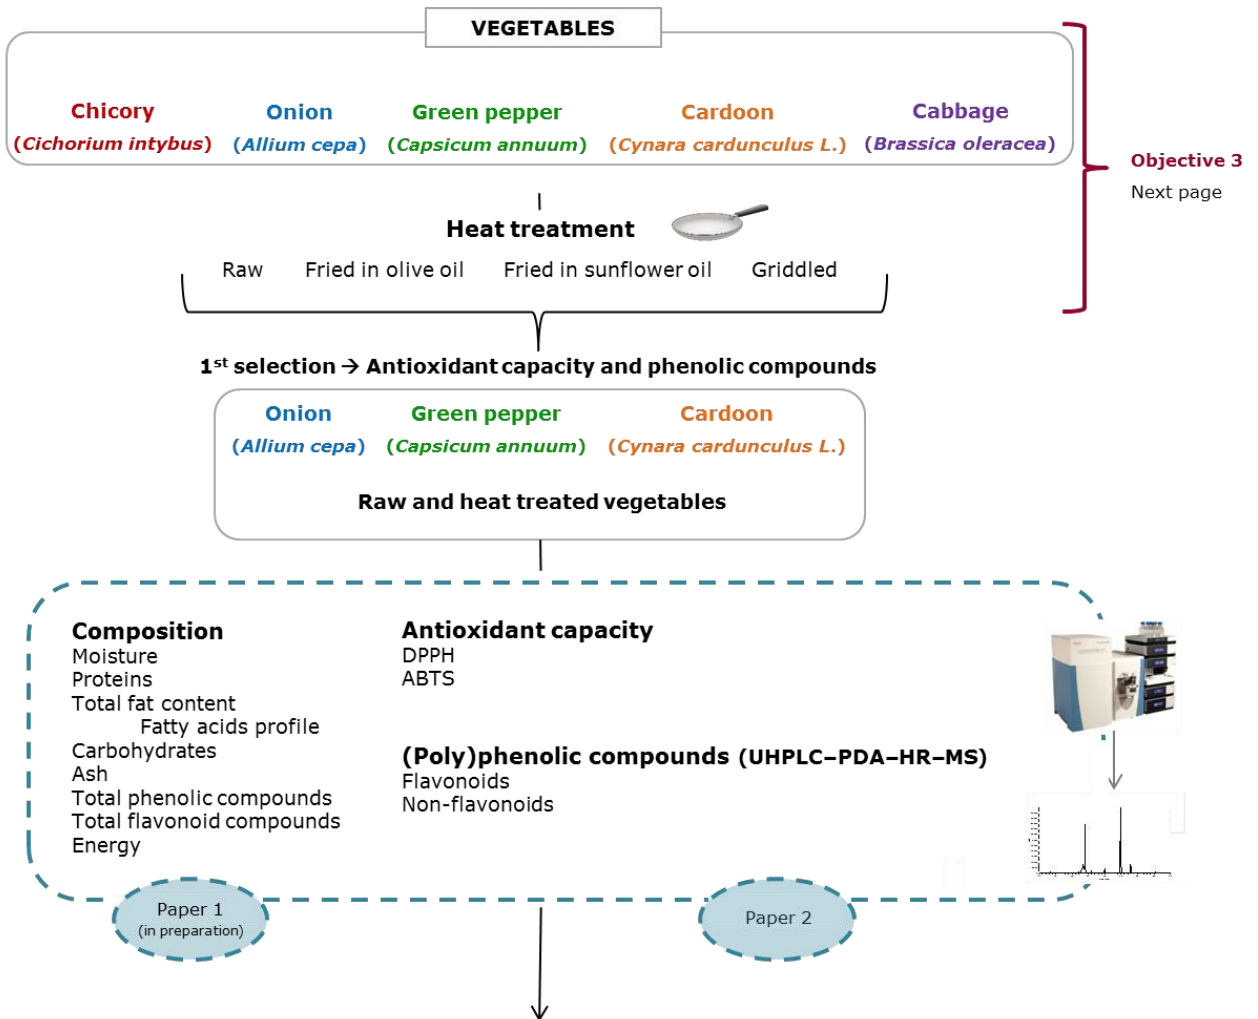 VEGETABLES
Chicory Onion Green pepper Cardoon Cabbage
(Cichorium intybus) (Allium cepa) (Capsicum annuum) (Cynara cardunculus L.) (Brassica oleracea)
Objective 3
Next page
Heat treatment
Raw Fried in olive oil Fried in sunflower oil Griddled
1st selection → Antioxidant capacity and phenolic compounds
Onion Green pepper Cardoon
(Allium cepa) (Capsicum annuum) (Cynara cardunculus L.)
Raw and heat treated vegetables
Composition
Moisture
Proteins
Total fat content
Fatty acids profile
Carbohydrates
Ash
Total phenolic compounds
Total flavonoid compounds
Energy
Antioxidant capacity
DPPH
ABTS
(Poly)phenolic compounds (UHPLC–PDA–HR–MS)
Flavonoids
Non-flavonoids
Paper 1
(in preparation)
Paper 2